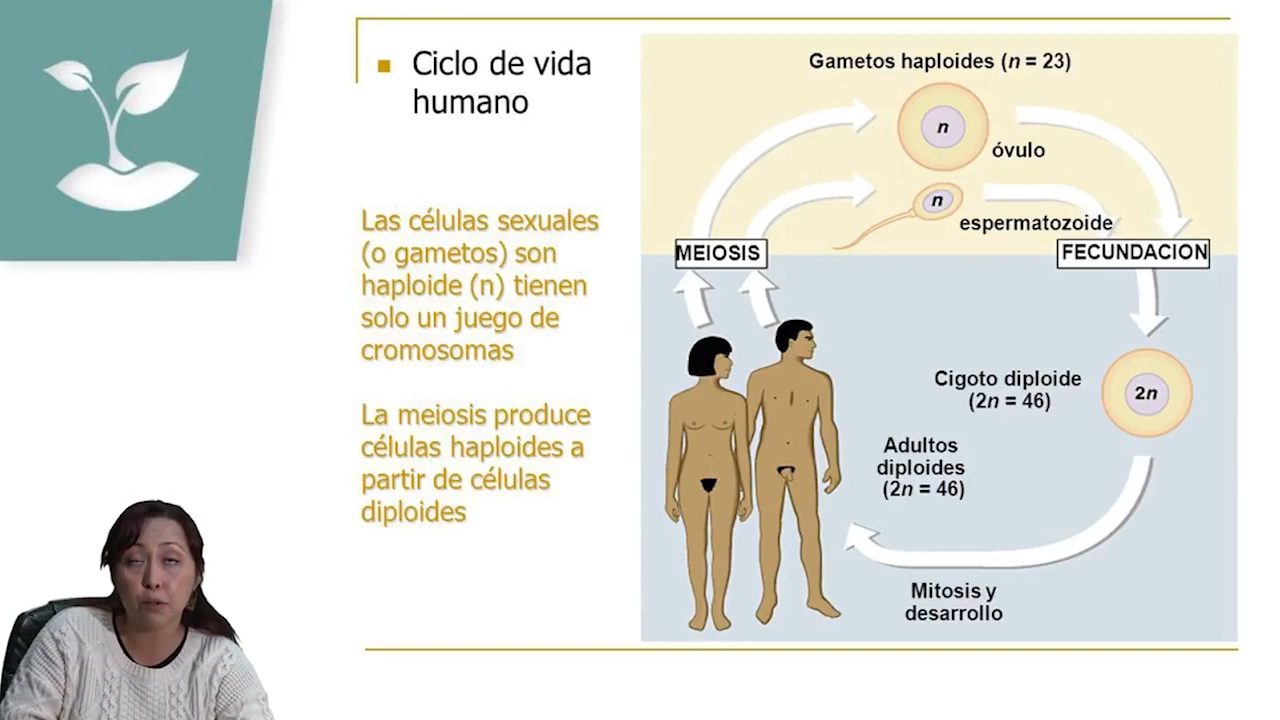 Ciclo de vida
humano
Las células sexuales
(o gametos) son
haploide (n) tienen
solo un juego de
cromosomas
La meiosis produce
células haploides a
partir de células
diploides
Gametos haploides (n = 23)
n
óvulo
n
espermatozoide
MEIOSIS
FECUNDACION
Cigoto diploide
(2n = 46)
2n
Adultos
diploides
(2n = 46)
Mitosis y
desarrollo